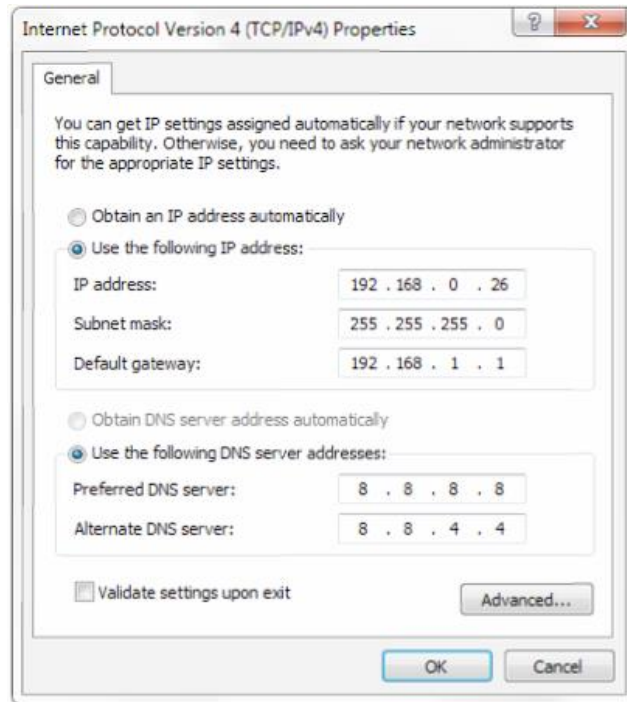 Internet Protocol Version 4 (TCP/IPv4) Properties
General
You can get IP settings assigned automatically if your network supports
this capability. Otherwise, you need to ask your network administrator
for the appropriate IP settings.
Obtain an IP address automatically
Use the following IP address:
IP address: 192 . 168 . 0 . 26
Subnet mask: 255 . 255 . 255 . 0
Default gateway: 192 . 168 . 1 . 1
Obtain DNS server address automatically
Use the following DNS server addresses:
Preferred DNS server: 8 . 8 . 8 . 8
Alternate DNS server: 8 . 8 . 4 . 4
Validate settings upon exit
Advanced...
OK Cancel